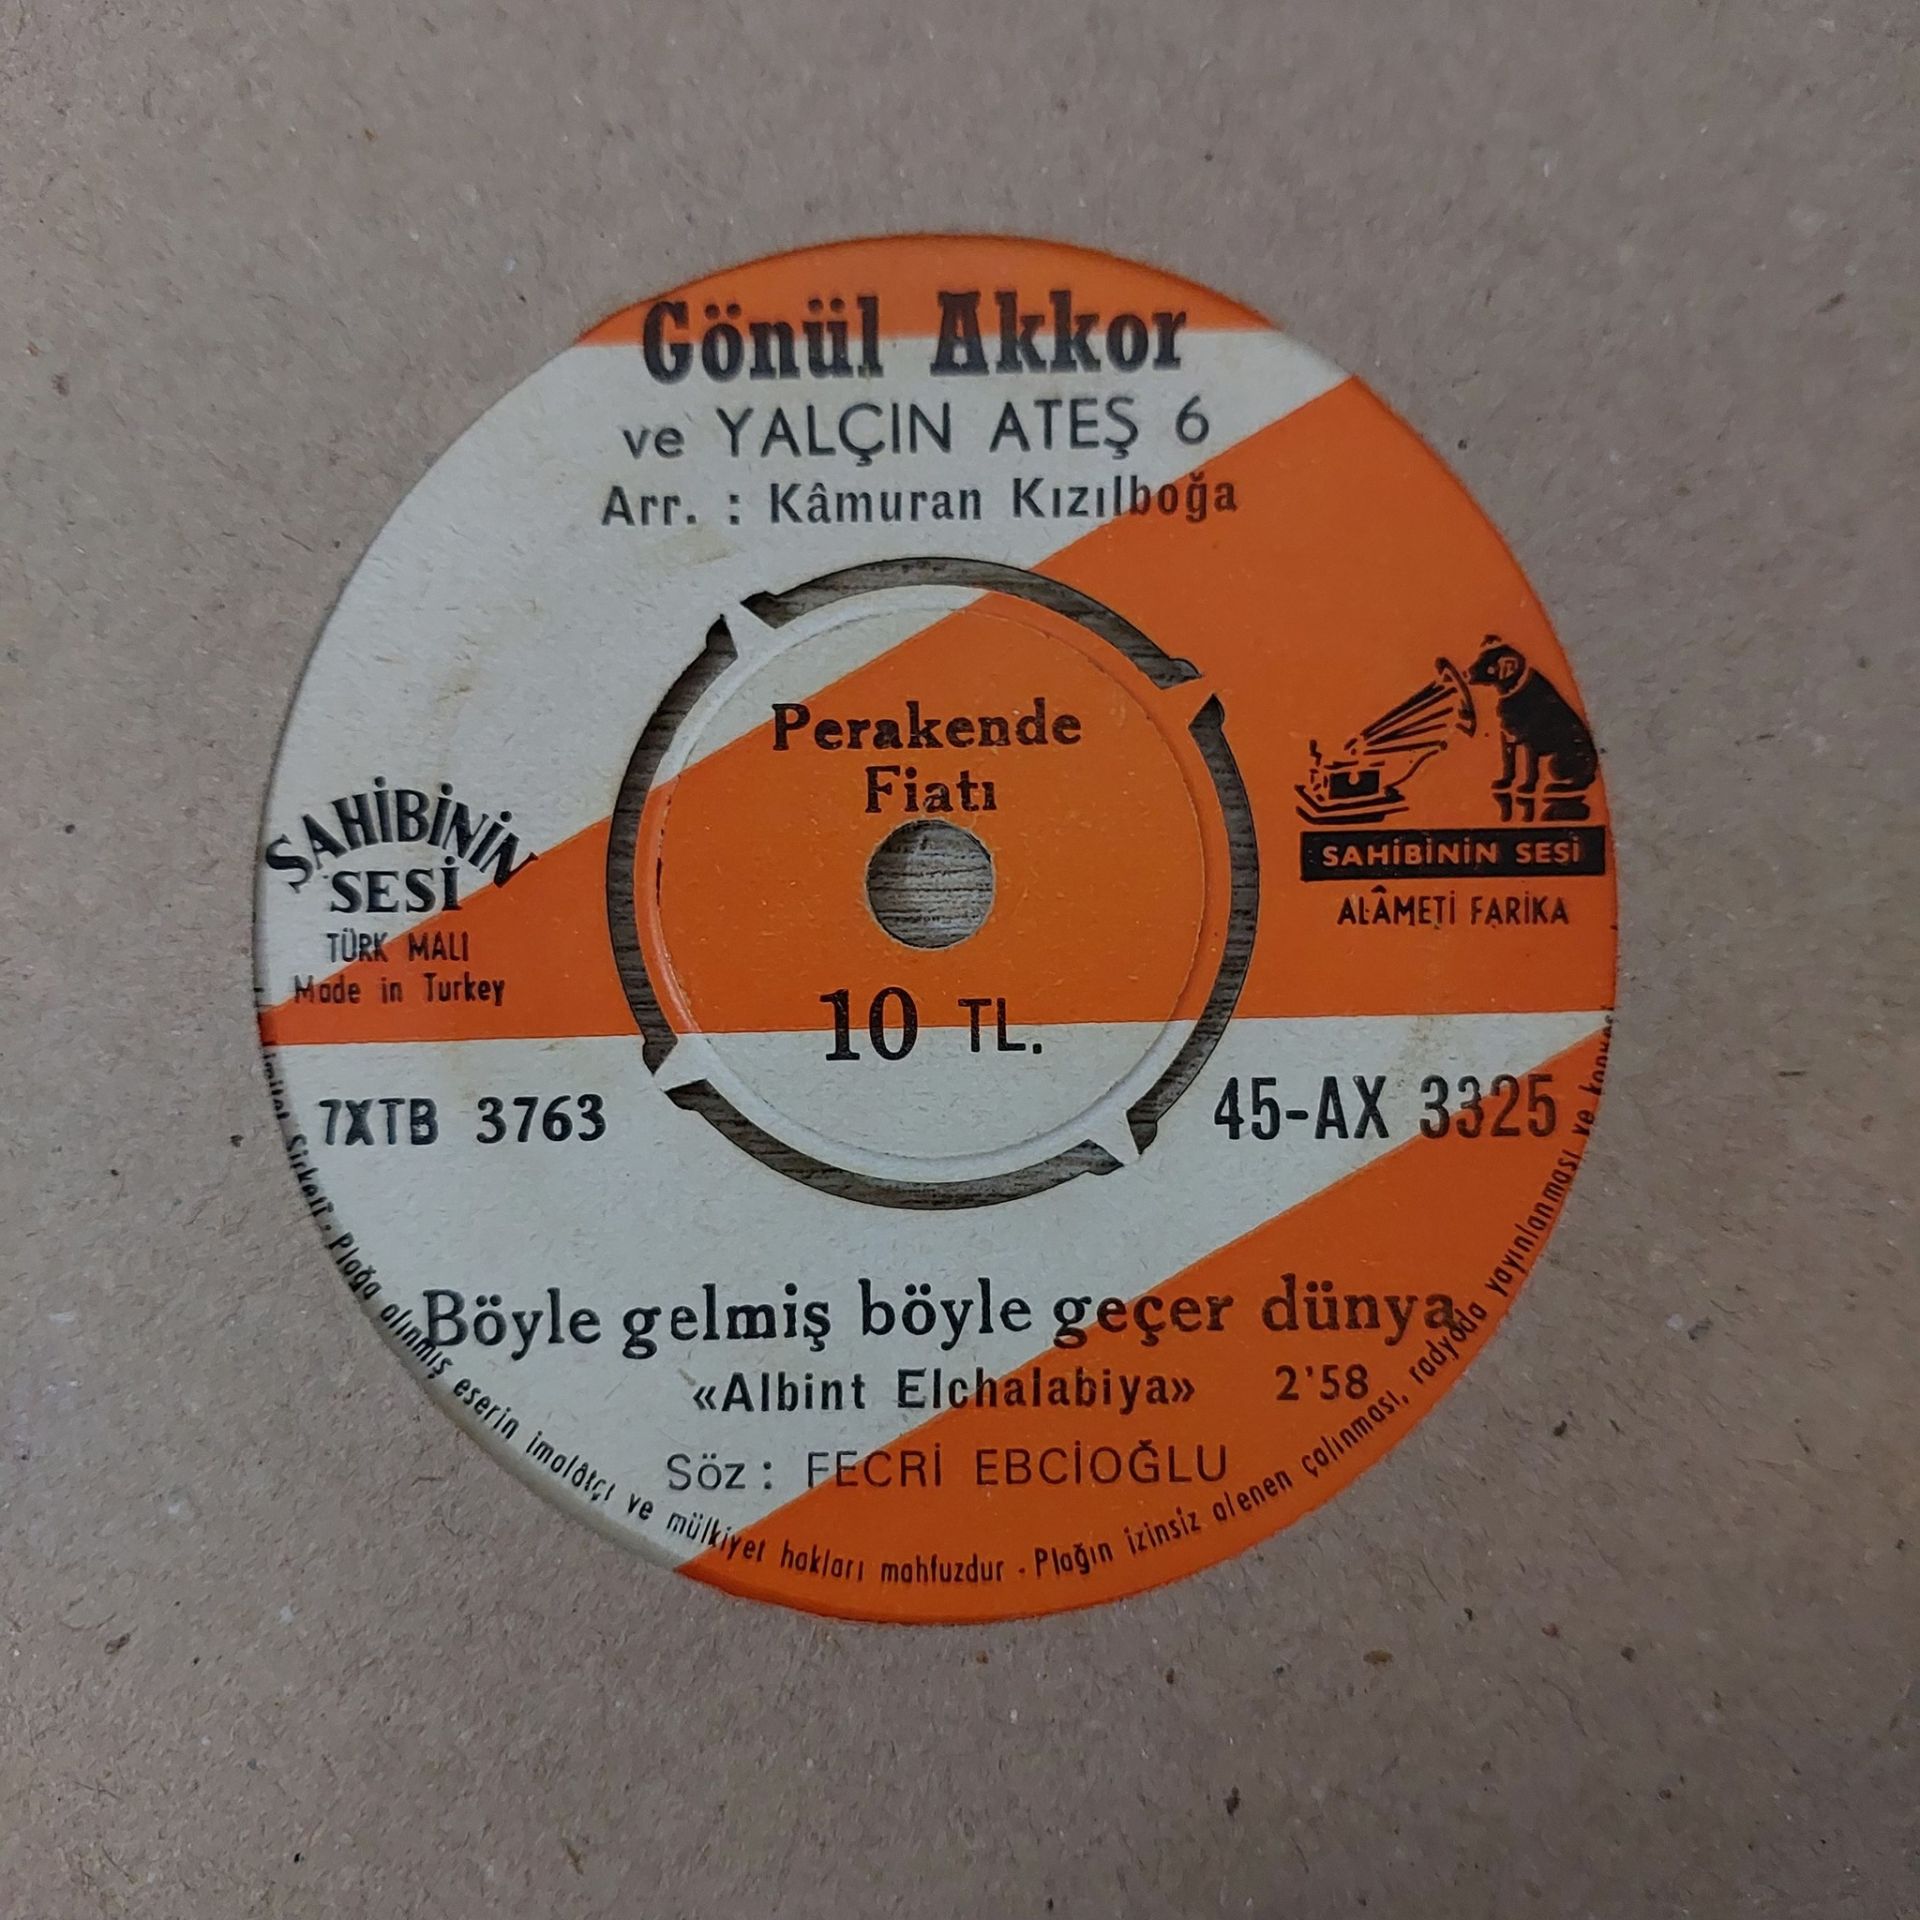 Gönül Akkor
ve YALÇIN ATEŞ 6
Arr. : Kâmuran Kızılboğa
Perakende
Fiatı
10 TL.
SAHİBİNİN
SESİ
TÜRK MALI
Made in Turkey
SAHİBİNİN SESİ
ALÂMETİ FARİKA
7XTB 3763
45-AX 3325
Böyle gelmiş böyle geçer dünya
«Albint Elchalabiya» 2'58
Söz : FECRİ EBCİOĞLU
Şirketi · Plağa alınmış eserin imalâtçı ve mülkiyet hakları mahfuzdur - Plağın izinsiz alenen çalınması, radyoda yayınlanması ve